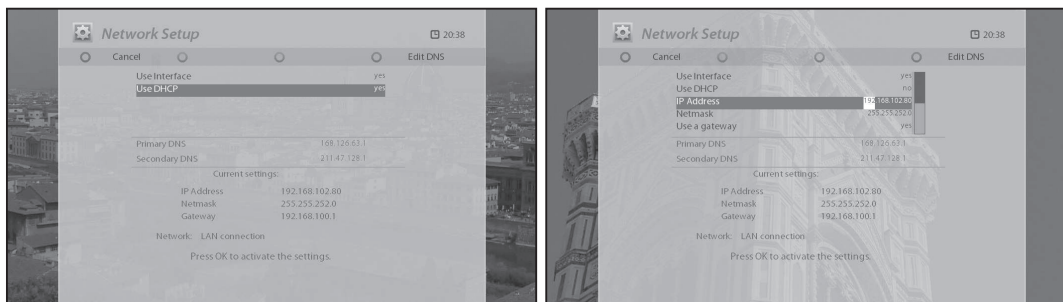 Network Setup
20:38
Cancel
Edit DNS
Use Interface yes
Use DHCP yes
Primary DNS 168.126.63.1
Secondary DNS 211.47.128.1
Current settings:
IP Address 192.168.102.80
Netmask 255.255.252.0
Gateway 192.168.100.1
Network: LAN connection
Press OK to activate the settings.
Network Setup
20:38
Cancel
Edit DNS
Use Interface yes
Use DHCP no
IP Address 192.168.102.80
Netmask 255.255.252.0
Use a gateway yes
Primary DNS 168.126.63.1
Secondary DNS 211.47.128.1
Current settings:
IP Address 192.168.102.80
Netmask 255.255.252.0
Gateway 192.168.100.1
Network: LAN connection
Press OK to activate the settings.